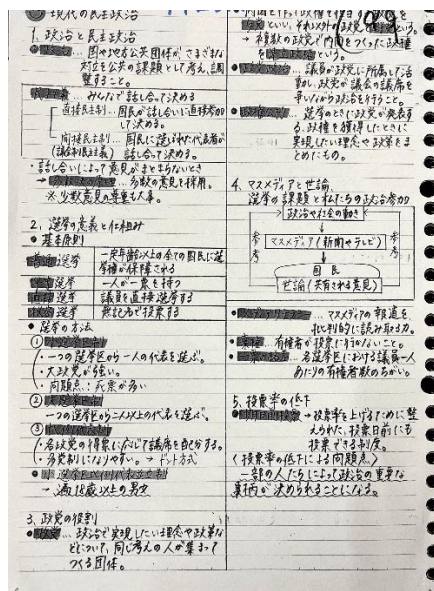 現代の民主政治
1. 政治と民主政治
… 国や地方公共団体が、さまざまな
対立を公共の課題として考え、調
整すること。
… みんなで話し合って決める
直接民主制… 国民が話し合いに直接参加
して決める。
間接民主制… 国民に選ばれた代表者が
(議会制民主主義) 話し合って決める。
・話し合いによって意見がまとまらないとき
→ … 多数の意見を採用。
※少数意見の尊重も大事。
2. 選挙の意義と仕組み
● 基本原則
選挙 一定年齢以上の全ての国民に選
挙権が保障される
選挙 一人が一票を持つ
選挙 議員を直接選挙する
選挙 無記名で投票する
● 選挙の方法
①
・一つの選挙区から一人の代表を選ぶ。
・大政党が強い。
・問題点：死票が多い
②
一つの選挙区から二人以上の代表を選ぶ。
③
・各政党の得票に応じて議席を配分する。
・多党制になりやすい。→ドント方式
→ 満18歳以上の男女
3. 政党の役割
● 政党… 政治で実現したい理念や政策な
どについて、同じ考えの人が集まって
つくる団体。
といい、それ以外が という。
→ 複数の政党で内閣をつくった政権
を という。
… 議員が政党に所属して活
動し、政党が議会の議席を
争いながら政治を行うこと。
… 選挙のときに政党が発表す
る、政権を獲得したときに
実現したい理念や政策をま
とめたもの。
4. マスメディアと世論、
選挙の課題と私たちの政治参加
政治や社会の動き
参考
マスメディア(新聞やテレビ)
参考
国民
世論(共有される意見)
… マスメディアの報道を
批判的に読み取る力。
… 有権者が投票に行かないこと。
… 各選挙区における議員一人
あたりの有権者数のちがい。
5. 投票率の低下
● 期日前投票 → 投票率を上げるために整
えられた、投票日前にも
投票できる制度。
(投票率の低下による問題点)
一部の人たちによって政治の重要な
事柄が決められることになる。